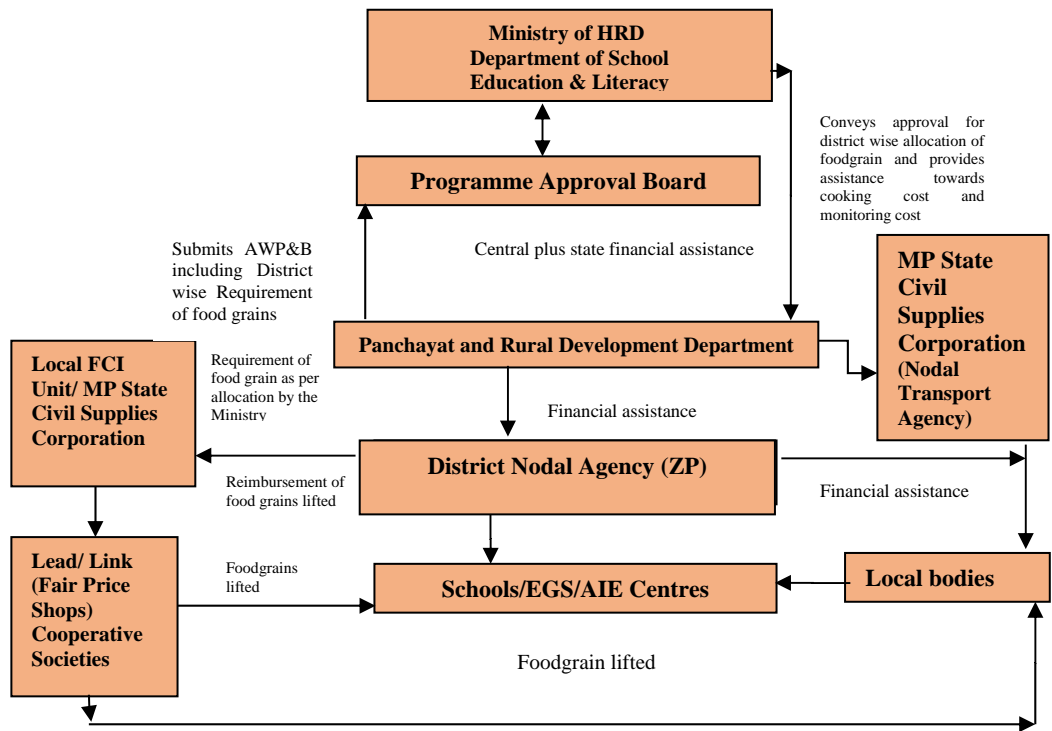 Ministry of HRD
Department of School
Education & Literacy
Conveys approval for
district wise allocation of
foodgrain and provides
assistance towards
cooking cost and
monitoring cost
Programme Approval Board
Submits AWP&B
including District
wise Requirement
of food grains
Central plus state financial assistance
MP State
Civil
Supplies
Corporation
(Nodal
Transport
Agency)
Panchayat and Rural Development Department
Local FCI
Unit/ MP State
Civil Supplies
Corporation
Requirement of
food grain as per
allocation by the
Ministry
Financial assistance
District Nodal Agency (ZP)
Reimbursement of
food grains lifted
Financial assistance
Lead/ Link
(Fair Price
Shops)
Cooperative
Societies
Foodgrains
lifted
Schools/EGS/AIE Centres
Local bodies
Foodgrain lifted